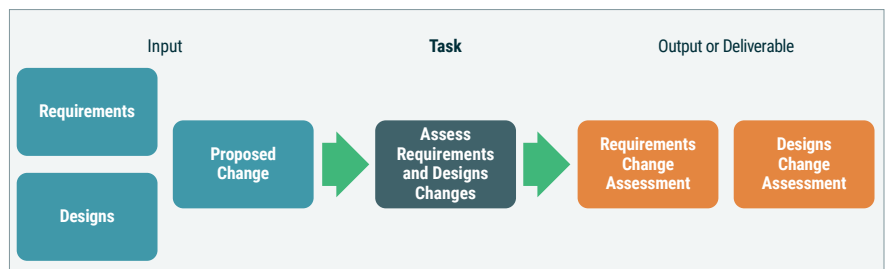 Input
Task
Output or Deliverable
Requirements
Designs
Proposed
Change
Assess
Requirements
and Designs
Changes
Requirements
Change
Assessment
Designs
Change
Assessment